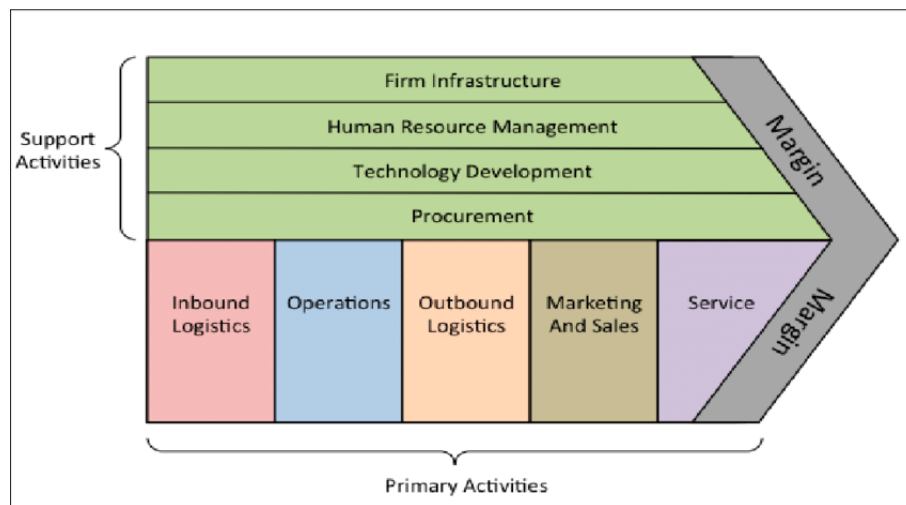 Firm Infrastructure
Human Resource Management
Technology Development
Procurement
Support
Activities
Margin
Margin
Inbound
Logistics
Operations
Outbound
Logistics
Marketing
And Sales
Service
Primary Activities